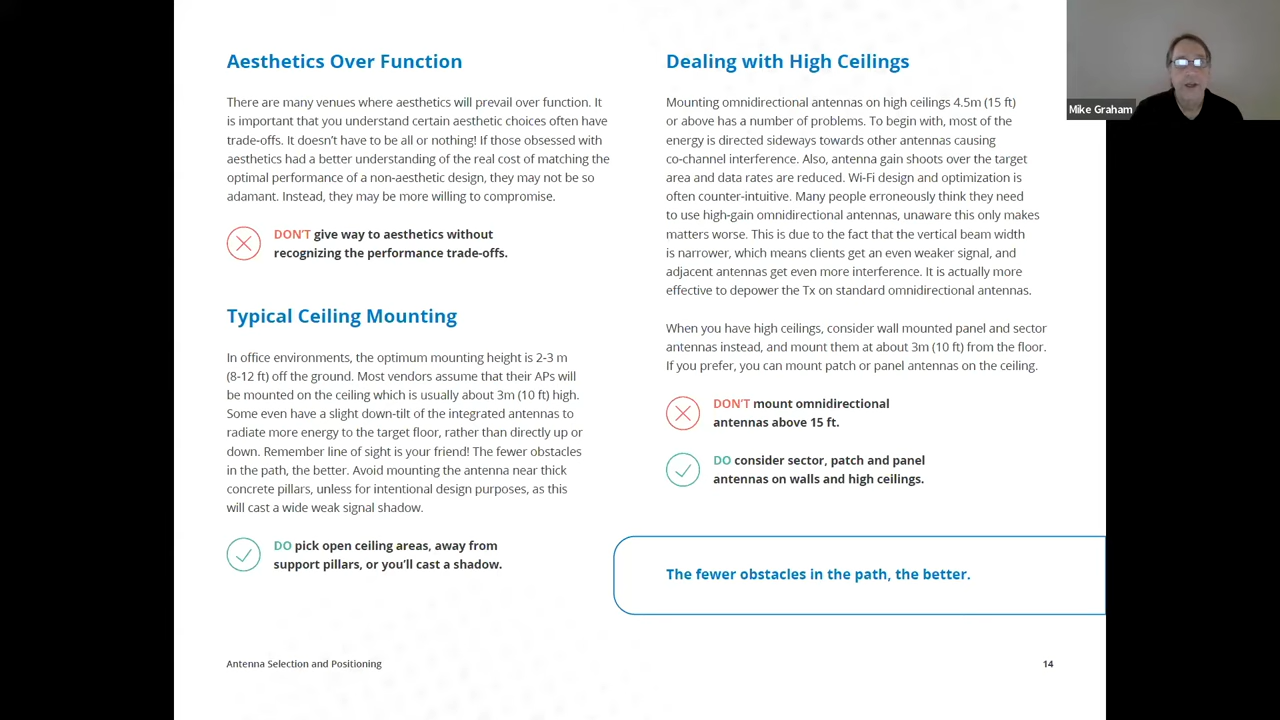 Aesthetics Over Function
There are many venues where aesthetics will prevail over function. It
is important that you understand certain aesthetic choices often have
trade-offs. It doesn't have to be all or nothing! If those obsessed with
aesthetics had a better understanding of the real cost of matching the
optimal performance of a non-aesthetic design, they may not be so
adamant. Instead, they may be more willing to compromise.
DON'T give way to aesthetics without
recognizing the performance trade-offs.
Typical Ceiling Mounting
In office environments, the optimum mounting height is 2-3 m
(8-12 ft) off the ground. Most vendors assume that their APs will
be mounted on the ceiling which is usually about 3m (10 ft) high.
Some even have a slight down-tilt of the integrated antennas to
radiate more energy to the target floor, rather than directly up or
down. Remember line of sight is your friend! The fewer obstacles
in the path, the better. Avoid mounting the antenna near thick
concrete pillars, unless for intentional design purposes, as this
will cast a wide weak signal shadow.
DO pick open ceiling areas, away from
support pillars, or you'll cast a shadow.
Dealing with High Ceilings
Mounting omnidirectional antennas on high ceilings 4.5m (15 ft)
or above has a number of problems. To begin with, most of the
energy is directed sideways towards other antennas causing
co-channel interference. Also, antenna gain shoots over the target
area and data rates are reduced. Wi-Fi design and optimization is
often counter-intuitive. Many people erroneously think they need
to use high-gain omnidirectional antennas, unaware this only makes
matters worse. This is due to the fact that the vertical beam width
is narrower, which means clients get an even weaker signal, and
adjacent antennas get even more interference. It is actually more
effective to depower the Tx on standard omnidirectional antennas.
When you have high ceilings, consider wall mounted panel and sector
antennas instead, and mount them at about 3m (10 ft) from the floor.
If you prefer, you can mount patch or panel antennas on the ceiling.
DON'T mount omnidirectional
antennas above 15 ft.
DO consider sector, patch and panel
antennas on walls and high ceilings.
The fewer obstacles in the path, the better.
Antenna Selection and Positioning
14
Mike Graham